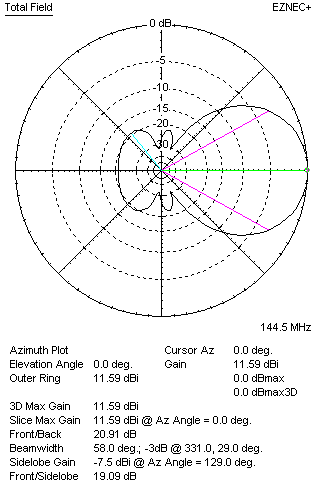 Total Field
EZNEC+
0 dB
-5
-10
-15
-20
-30
144.5 MHz
Azimuth Plot
Cursor Az 0.0 deg.
Elevation Angle 0.0 deg.
Gain 11.59 dBi
Outer Ring 11.59 dBi
0.0 dBmax
0.0 dBmax3D
3D Max Gain 11.59 dBi
Slice Max Gain 11.59 dBi @ Az Angle = 0.0 deg.
Front/Back 20.91 dB
Beamwidth 58.0 deg.; -3dB @ 331.0, 29.0 deg.
Sidelobe Gain -7.5 dBi @ Az Angle = 129.0 deg.
Front/Sidelobe 19.09 dB